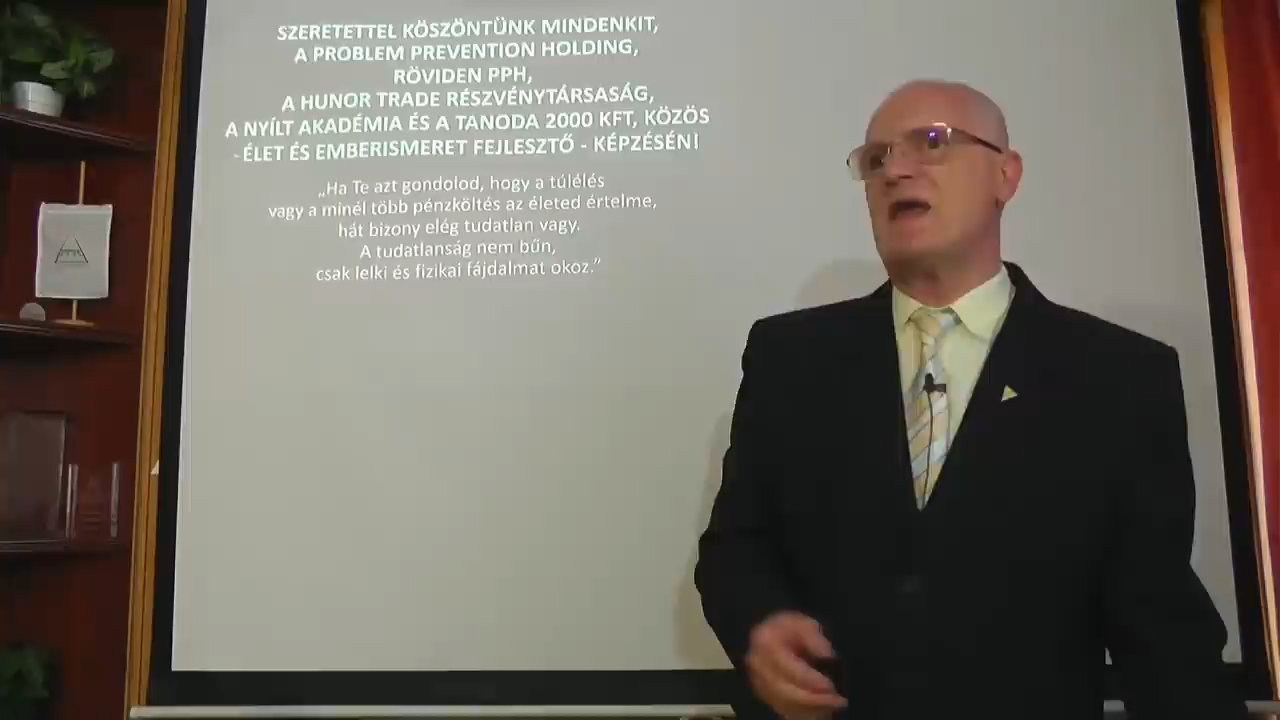 SZERETETTEL KÖSZÖNTÜNK MINDENKIT,
A PROBLEM PREVENTION HOLDING,
RÖVIDEN PPH,
A HUNOR TRADE RÉSZVÉNYTÁRSASÁG,
A NYÍLT AKADÉMIA ÉS A TANODA 2000 KFT, KÖZÖS
- ÉLET ÉS EMBERISMERET FEJLESZTŐ - KÉPZÉSÉN!
„Ha Te azt gondolod, hogy a túlélés
vagy a minél több pénzköltés az életed értelme,
hát bizony elég tudatlan vagy.
A tudatlanság nem bűn,
csak lelki és fizikai fájdalmat okoz.”